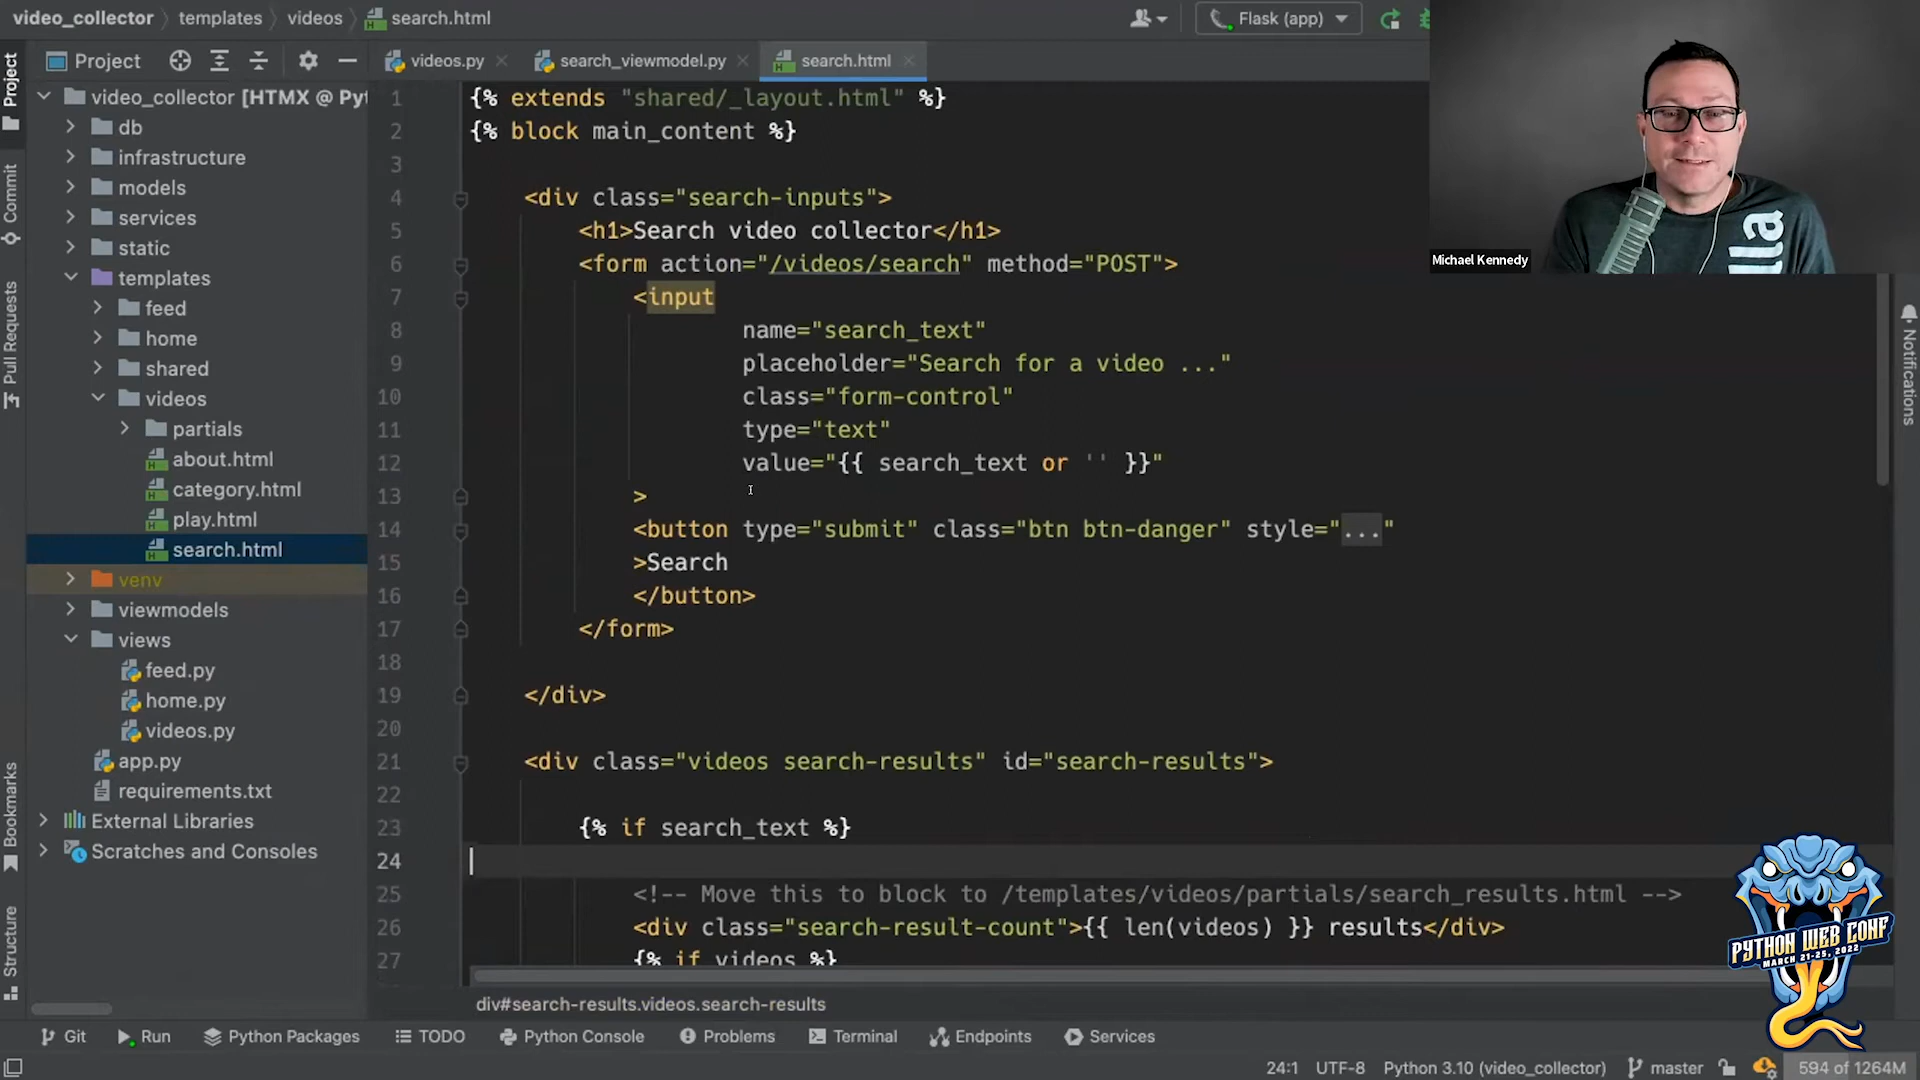 video_collector
templates
videos
search.html
Flask (app)
Project
videos.py
search_viewmodel.py
search.html
Project
Commit
Pull Requests
Bookmarks
Structure
Notifications
video_collector [HTMX @ Pyt
db
infrastructure
models
services
static
templates
feed
home
shared
videos
partials
about.html
category.html
play.html
search.html
venv
viewmodels
views
feed.py
home.py
videos.py
app.py
requirements.txt
External Libraries
Scratches and Consoles
1 {% extends "shared/_layout.html" %}
2 {% block main_content %}
3
4 <div class="search-inputs">
5 <h1>Search video collector</h1>
6 <form action="/videos/search" method="POST">
7 <input
8 name="search_text"
9 placeholder="Search for a video ..."
10 class="form-control"
11 type="text"
12 value="{{ search_text or '' }}"
13 >
14 <button type="submit" class="btn btn-danger" style="..."
15 >Search
16 </button>
17 </form>
18
19 </div>
20
21 <div class="videos search-results" id="search-results">
22
23 {% if search_text %}
24
25 <!-- Move this to block to /templates/videos/partials/search_results.html -->
26 <div class="search-result-count">{{ len(videos) }} results</div>
27 {% if videos %}
div#search-results.videos.search-results
Michael Kennedy
lla
PYTHON WEB CONF
MARCH 21-25, 2022
Git
Run
Python Packages
TODO
Python Console
Problems
Terminal
Endpoints
Services
24:1
UTF-8
Python 3.10 (video_collector)
master
594 of 1264M